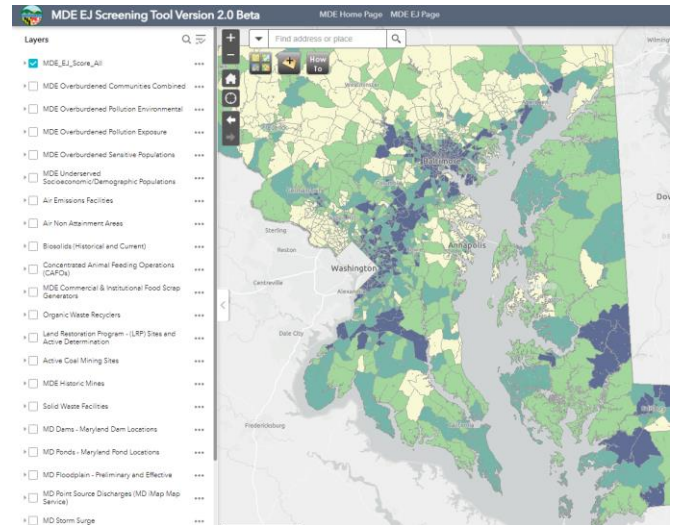 MDE EJ Screening Tool Version 2.0 Beta
MDE Home Page MDE EJ Page
Layers
MDE_EJ_Score_All
MDE Overburdened Communities Combined
MDE Overburdened Pollution Environmental
MDE Overburdened Pollution Exposure
MDE Overburdened Sensitive Populations
MDE Underserved
Socioeconomic/Demographic Populations
Air Emissions Facilities
Air Non Attainment Areas
Biosolids (Historical and Current)
Concentrated Animal Feeding Operations
(CAFOs)
MDE Commercial & Institutional Food Scrap
Generators
Organic Waste Recyclers
Land Restoration Program - (LRP) Sites and
Active Determination
Active Coal Mining Sites
MDE Historic Mines
Solid Waste Facilities
MD Dams - Maryland Dam Locations
MD Ponds - Maryland Pond Locations
MD Floodplain - Preliminary and Effective
MD Point Source Discharges (MD iMap Map
Service)
MD Storm Surge
+
Find address or place
−
How
To
Wilming
Westminster
Baltimore
Dov
Sterling
Reston
Annapolis
Washington
Centreville
Dale City
Fredericksburg